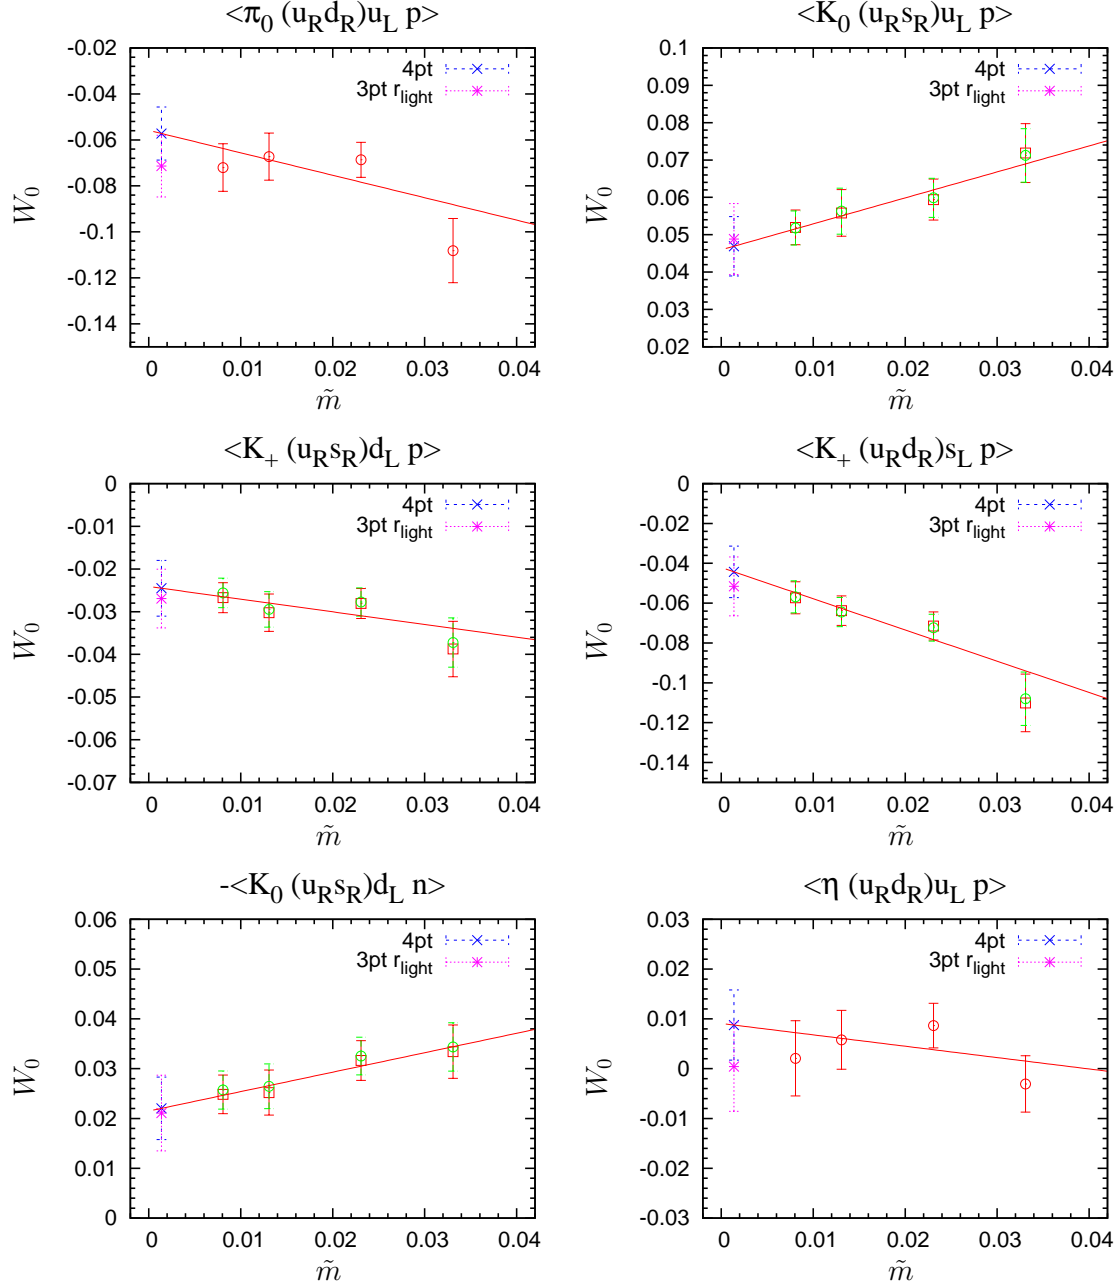 <π0 (uRdR)uL p>
-0.02
-0.04
-0.06
-0.08
-0.1
-0.12
-0.14
W0
4pt
3pt rlight
0 0.01 0.02 0.03 0.04
m̃
<K0 (uRsR)uL p>
0.1
0.09
0.08
0.07
0.06
0.05
0.04
0.03
0.02
W0
4pt
3pt rlight
0 0.01 0.02 0.03 0.04
m̃
<K+ (uRsR)dL p>
0
-0.01
-0.02
-0.03
-0.04
-0.05
-0.06
-0.07
W0
4pt
3pt rlight
0 0.01 0.02 0.03 0.04
m̃
<K+ (uRdR)sL p>
0
-0.02
-0.04
-0.06
-0.08
-0.1
-0.12
-0.14
W0
4pt
3pt rlight
0 0.01 0.02 0.03 0.04
m̃
-<K0 (uRsR)dL n>
0.06
0.05
0.04
0.03
0.02
0.01
0
W0
4pt
3pt rlight
0 0.01 0.02 0.03 0.04
m̃
<η (uRdR)uL p>
0.03
0.02
0.01
0
-0.01
-0.02
-0.03
W0
4pt
3pt rlight
0 0.01 0.02 0.03 0.04
m̃